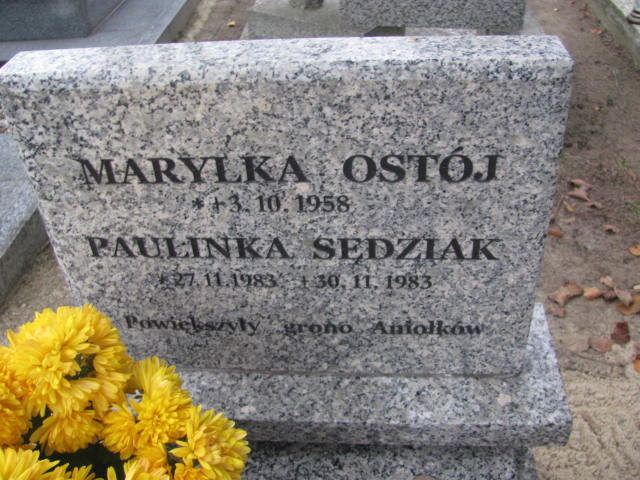 MARYLKA OSTÓJ
*+3.10.1958
PAULINKA SĘDZIAK
*27.11.1983 +30.11.1983
Powiększyły grono Aniołków